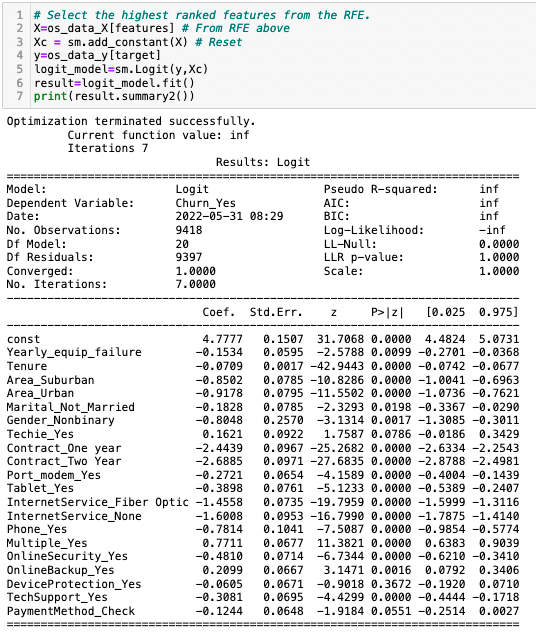 1 # Select the highest ranked features from the RFE.
2 X=os_data_X[features] # From RFE above
3 Xc = sm.add_constant(X) # Reset
4 y=os_data_y[target]
5 logit_model=sm.Logit(y,Xc)
6 result=logit_model.fit()
7 print(result.summary2())
Optimization terminated successfully.
Current function value: inf
Iterations 7
Results: Logit
Model: Logit Pseudo R-squared: inf
Dependent Variable: Churn_Yes AIC: inf
Date: 2022-05-31 08:29 BIC: inf
No. Observations: 9418 Log-Likelihood: -inf
Df Model: 20 LL-Null: 0.0000
Df Residuals: 9397 LLR p-value: 1.0000
Converged: 1.0000 Scale: 1.0000
No. Iterations: 7.0000
Coef. Std.Err. z P>|z| [0.025 0.975]
const 4.7777 0.1507 31.7068 0.0000 4.4824 5.0731
Yearly_equip_failure -0.1534 0.0595 -2.5788 0.0099 -0.2701 -0.0368
Tenure -0.0709 0.0017 -42.9443 0.0000 -0.0742 -0.0677
Area_Suburban -0.8502 0.0785 -10.8286 0.0000 -1.0041 -0.6963
Area_Urban -0.9178 0.0795 -11.5502 0.0000 -1.0736 -0.7621
Marital_Not_Married -0.1828 0.0785 -2.3293 0.0198 -0.3367 -0.0290
Gender_Nonbinary -0.8048 0.2570 -3.1314 0.0017 -1.3085 -0.3011
Techie_Yes 0.1621 0.0922 1.7587 0.0786 -0.0186 0.3429
Contract_One year -2.4439 0.0967 -25.2682 0.0000 -2.6334 -2.2543
Contract_Two Year -2.6885 0.0971 -27.6835 0.0000 -2.8788 -2.4981
Port_modem_Yes -0.2721 0.0654 -4.1589 0.0000 -0.4004 -0.1439
Tablet_Yes -0.3898 0.0761 -5.1233 0.0000 -0.5389 -0.2407
InternetService_Fiber Optic -1.4558 0.0735 -19.7959 0.0000 -1.5999 -1.3116
InternetService_None -1.6008 0.0953 -16.7990 0.0000 -1.7875 -1.4140
Phone_Yes -0.7814 0.1041 -7.5087 0.0000 -0.9854 -0.5774
Multiple_Yes 0.7711 0.0677 11.3821 0.0000 0.6383 0.9039
OnlineSecurity_Yes -0.4810 0.0714 -6.7344 0.0000 -0.6210 -0.3410
OnlineBackup_Yes 0.2099 0.0667 3.1471 0.0016 0.0792 0.3406
DeviceProtection_Yes -0.0605 0.0671 -0.9018 0.3672 -0.1920 0.0710
TechSupport_Yes -0.3081 0.0695 -4.4299 0.0000 -0.4444 -0.1718
PaymentMethod_Check -0.1244 0.0648 -1.9184 0.0551 -0.2514 0.0027